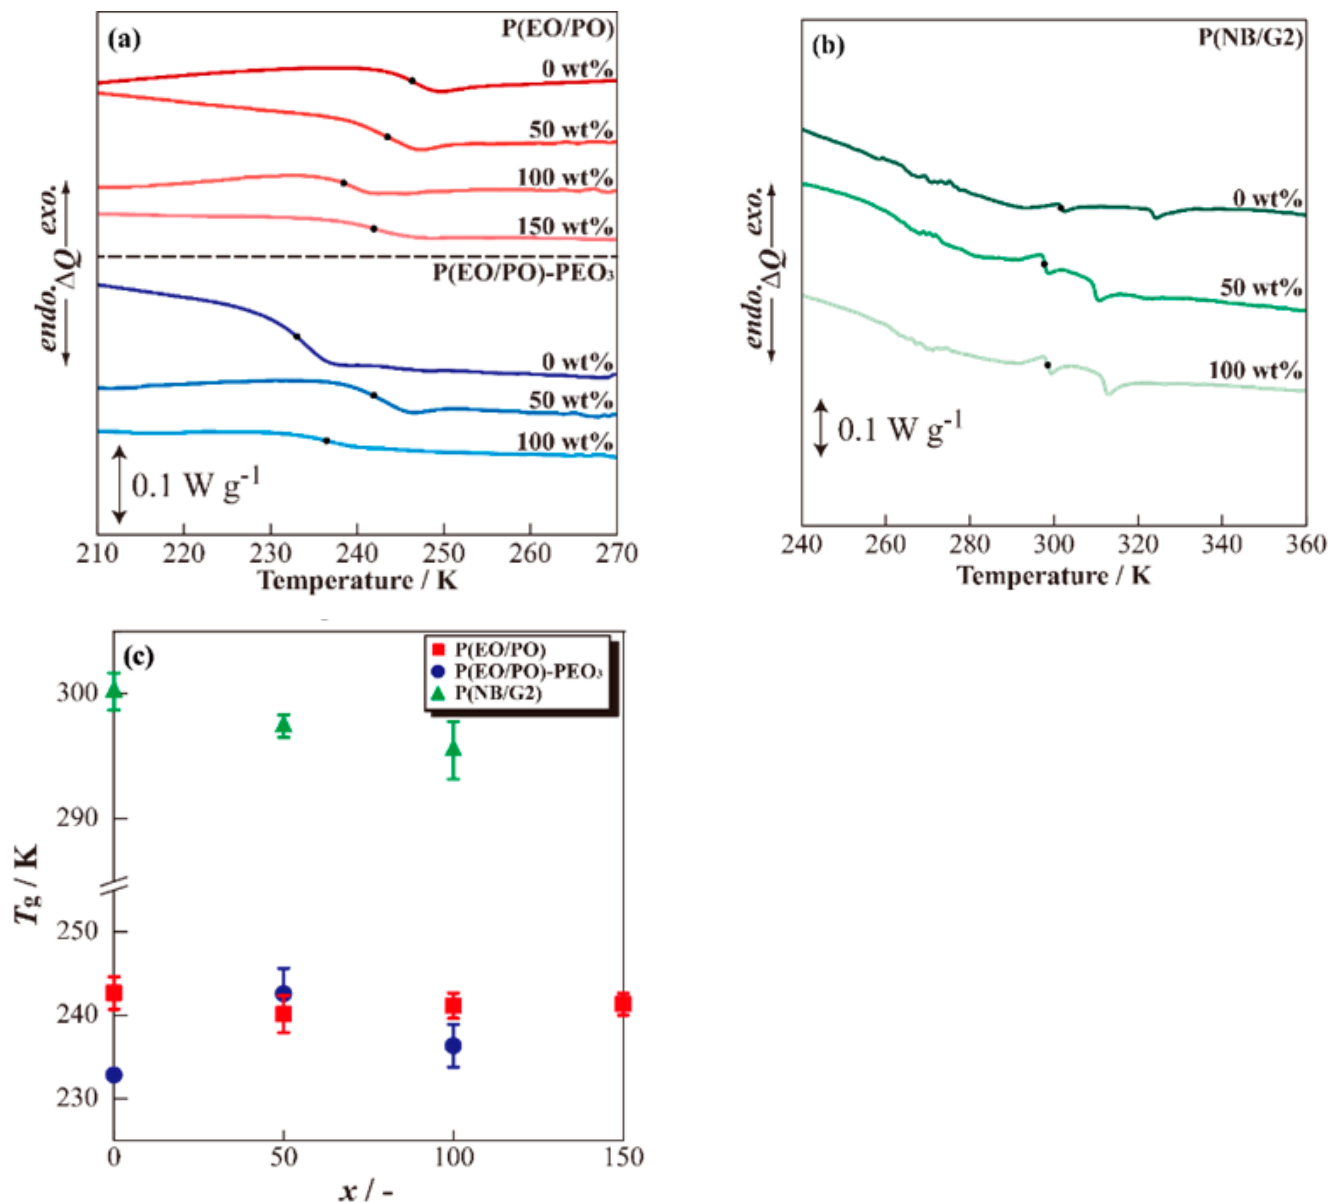 (a)
P(EO/PO)
0 wt%
50 wt%
100 wt%
150 wt%
P(EO/PO)-PEO₃
0 wt%
50 wt%
100 wt%
endo. ΔQ exo.
0.1 W g⁻¹
210 220 230 240 250 260 270
Temperature / K
(b)
P(NB/G2)
0 wt%
50 wt%
100 wt%
endo. ΔQ exo.
0.1 W g⁻¹
240 260 280 300 320 340 360
Temperature / K
(c)
P(EO/PO)
P(EO/PO)-PEO₃
P(NB/G2)
300
290
250
240
230
Tg / K
0 50 100 150
x / -